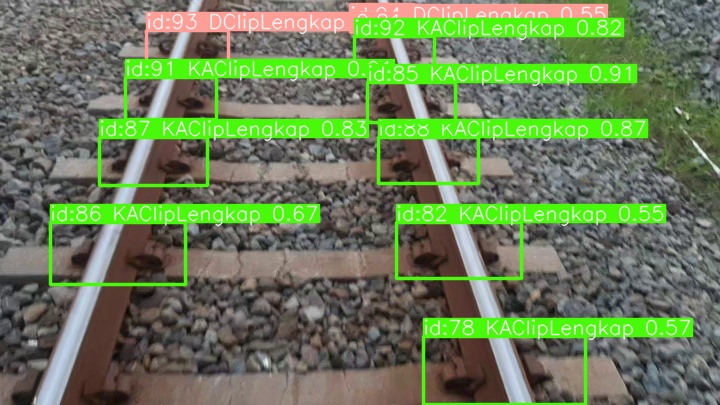 id:93 DClipLengkap
0.55
id:92 KAClipLengkap 0.82
id:91 KAClipLengkap
id:85 KAClipLengkap 0.91
id:87 KAClipLengkap 0.83
id:88 KAClipLengkap 0.87
id:86 KAClipLengkap 0.67
id:82 KAClipLengkap 0.55
id:78 KAClipLengkap 0.57